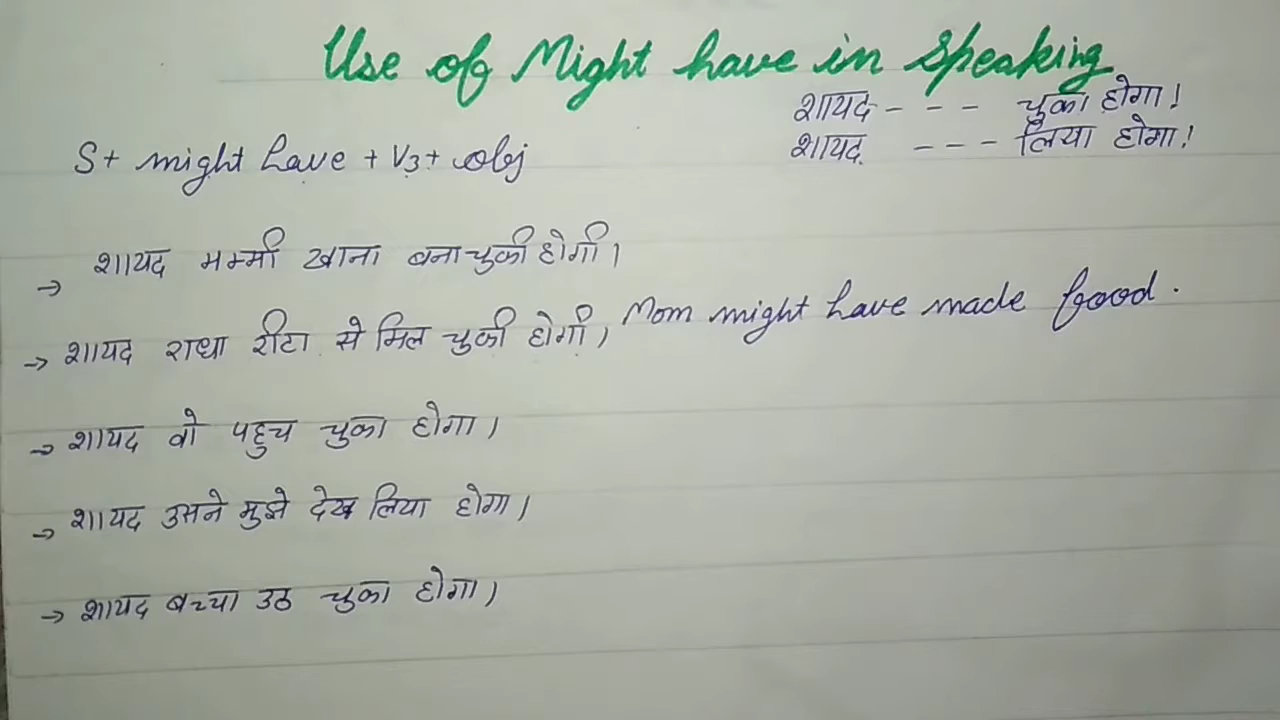 Use of Might have in Speaking
शायद - - - चुका होगा!
शायद - - - लिया होगा!
S+ might have + V3+ obj
→ शायद मम्मी खाना बना चुकी होगी।
Mom might have made food.
→ शायद राधा रीटा से मिल चुकी होगी,
→ शायद वो पहुच चुका होगा।
→ शायद उसने मुझे देख लिया होगा।
→ शायद बच्चा उठ चुका होगा।